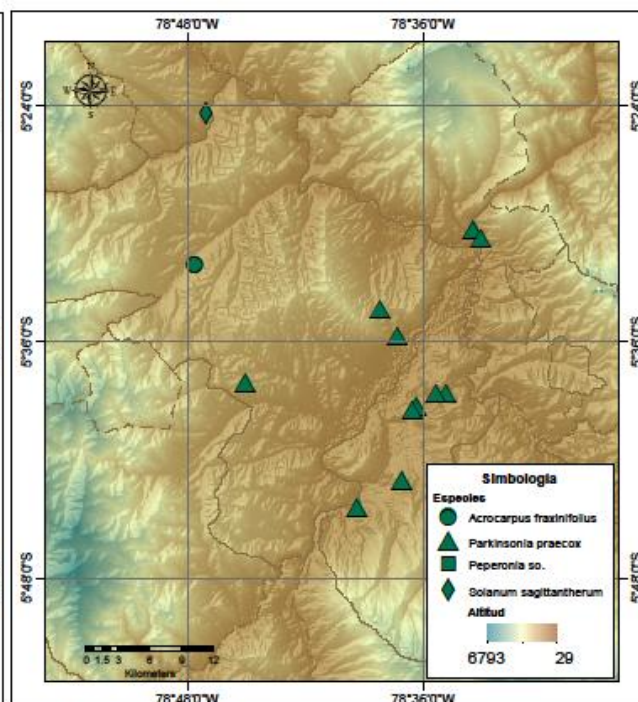 78°48'0"W 78°36'0"W
N
W E
S
5°24'0"S 5°24'0"S
5°36'0"S 5°36'0"S
5°48'0"S 5°48'0"S
Simbologia
Especies
Acrocarpus fraxinifolius
Parkinsonia praecox
Peperonia so.
Solanum sagittantherum
Altitud
6793 29
0 1.5 3 6 9 12
Kilometers
78°48'0"W 78°36'0"W